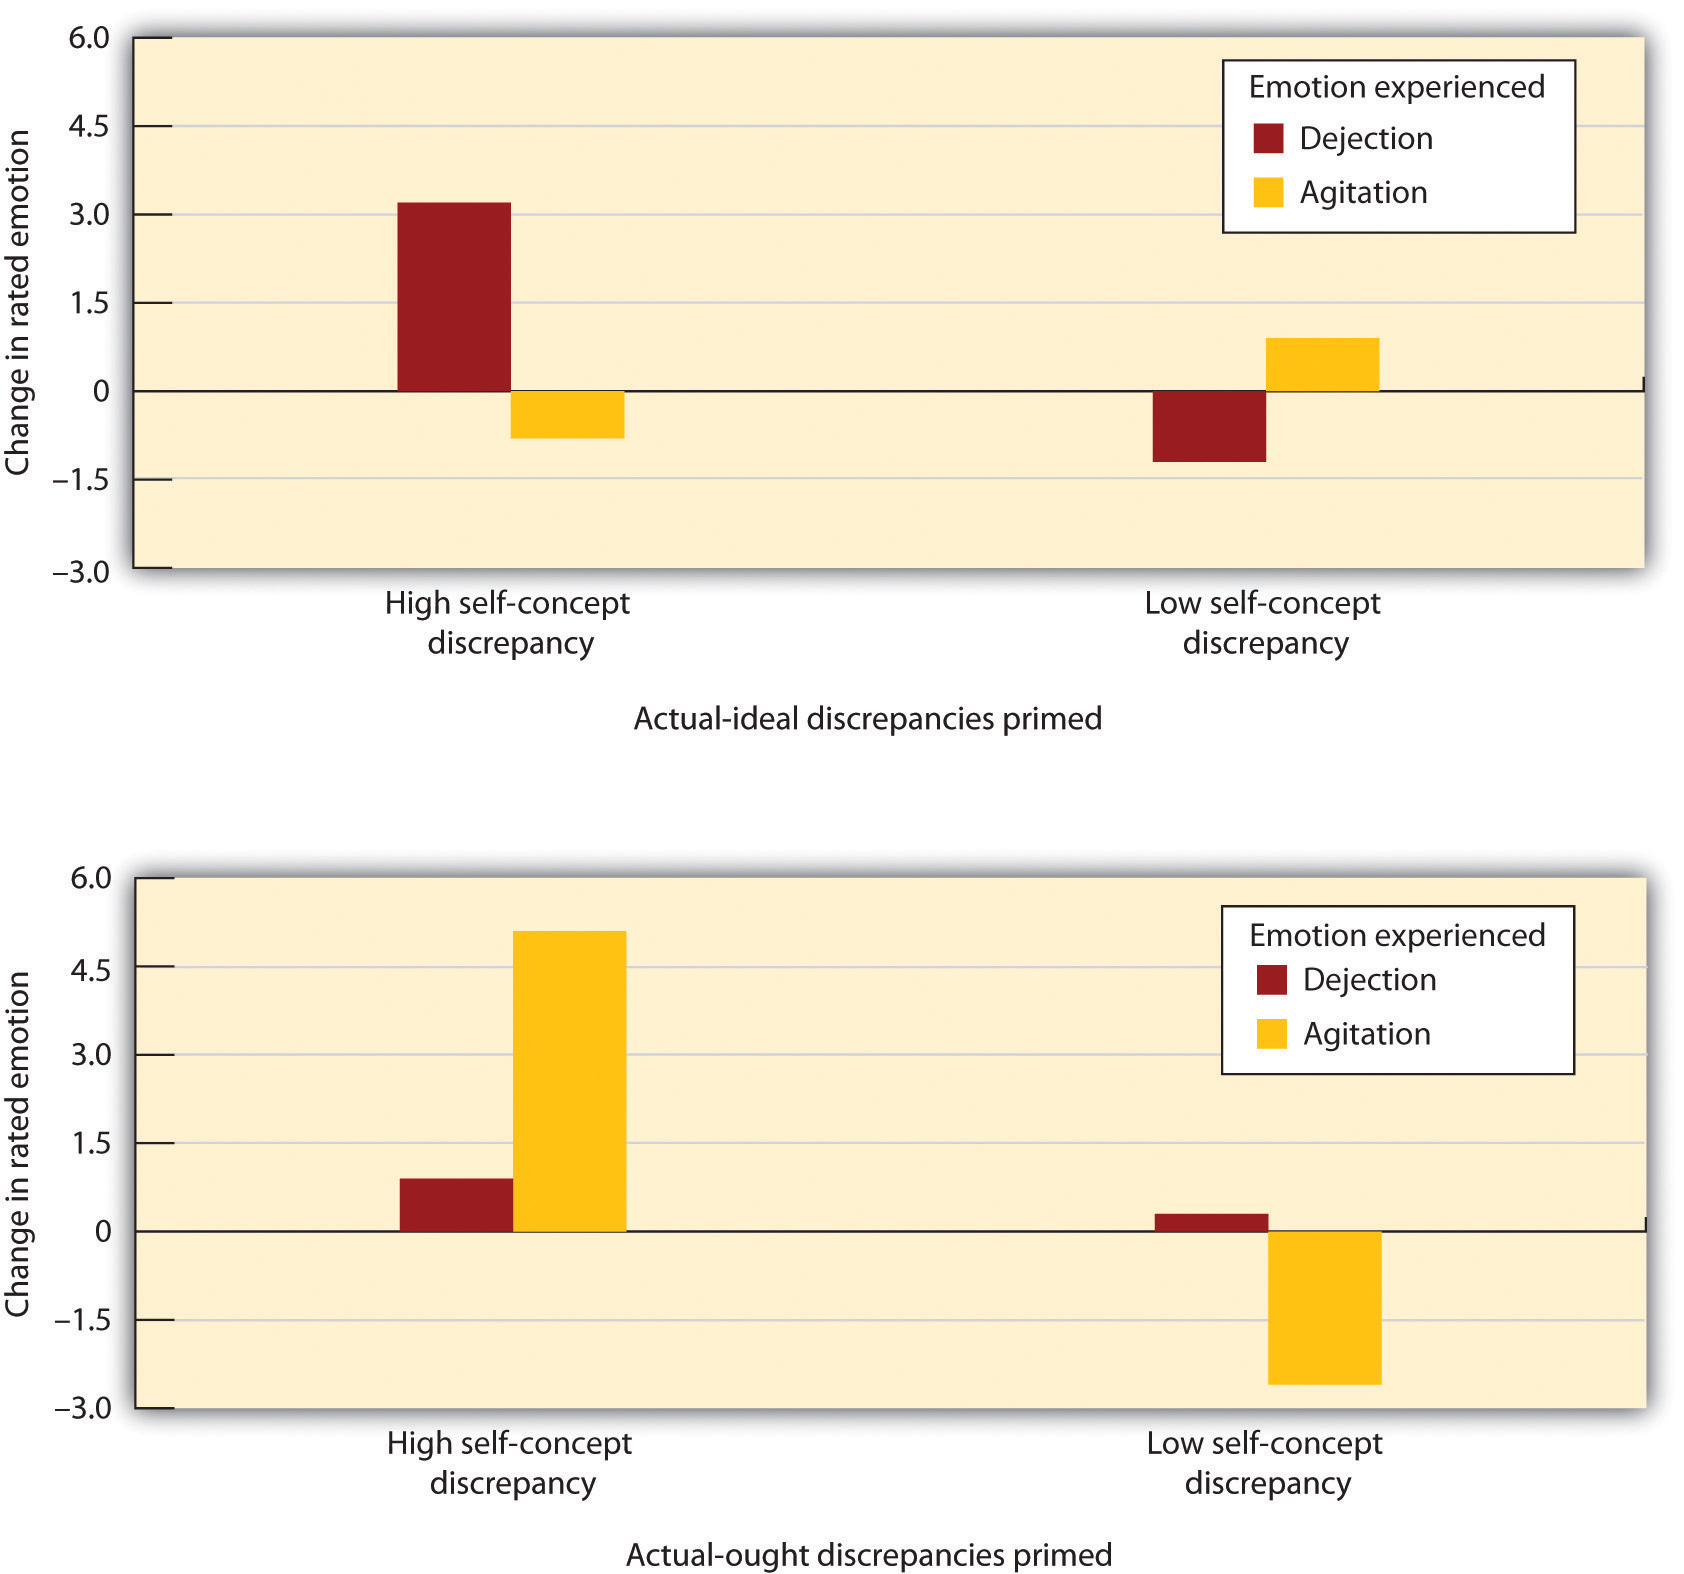 6.0
4.5
3.0
1.5
0
–1.5
–3.0
Change in rated emotion
Emotion experienced
Dejection
Agitation
High self-concept
discrepancy
Low self-concept
discrepancy
Actual-ideal discrepancies primed
6.0
4.5
3.0
1.5
0
–1.5
–3.0
Change in rated emotion
Emotion experienced
Dejection
Agitation
High self-concept
discrepancy
Low self-concept
discrepancy
Actual-ought discrepancies primed